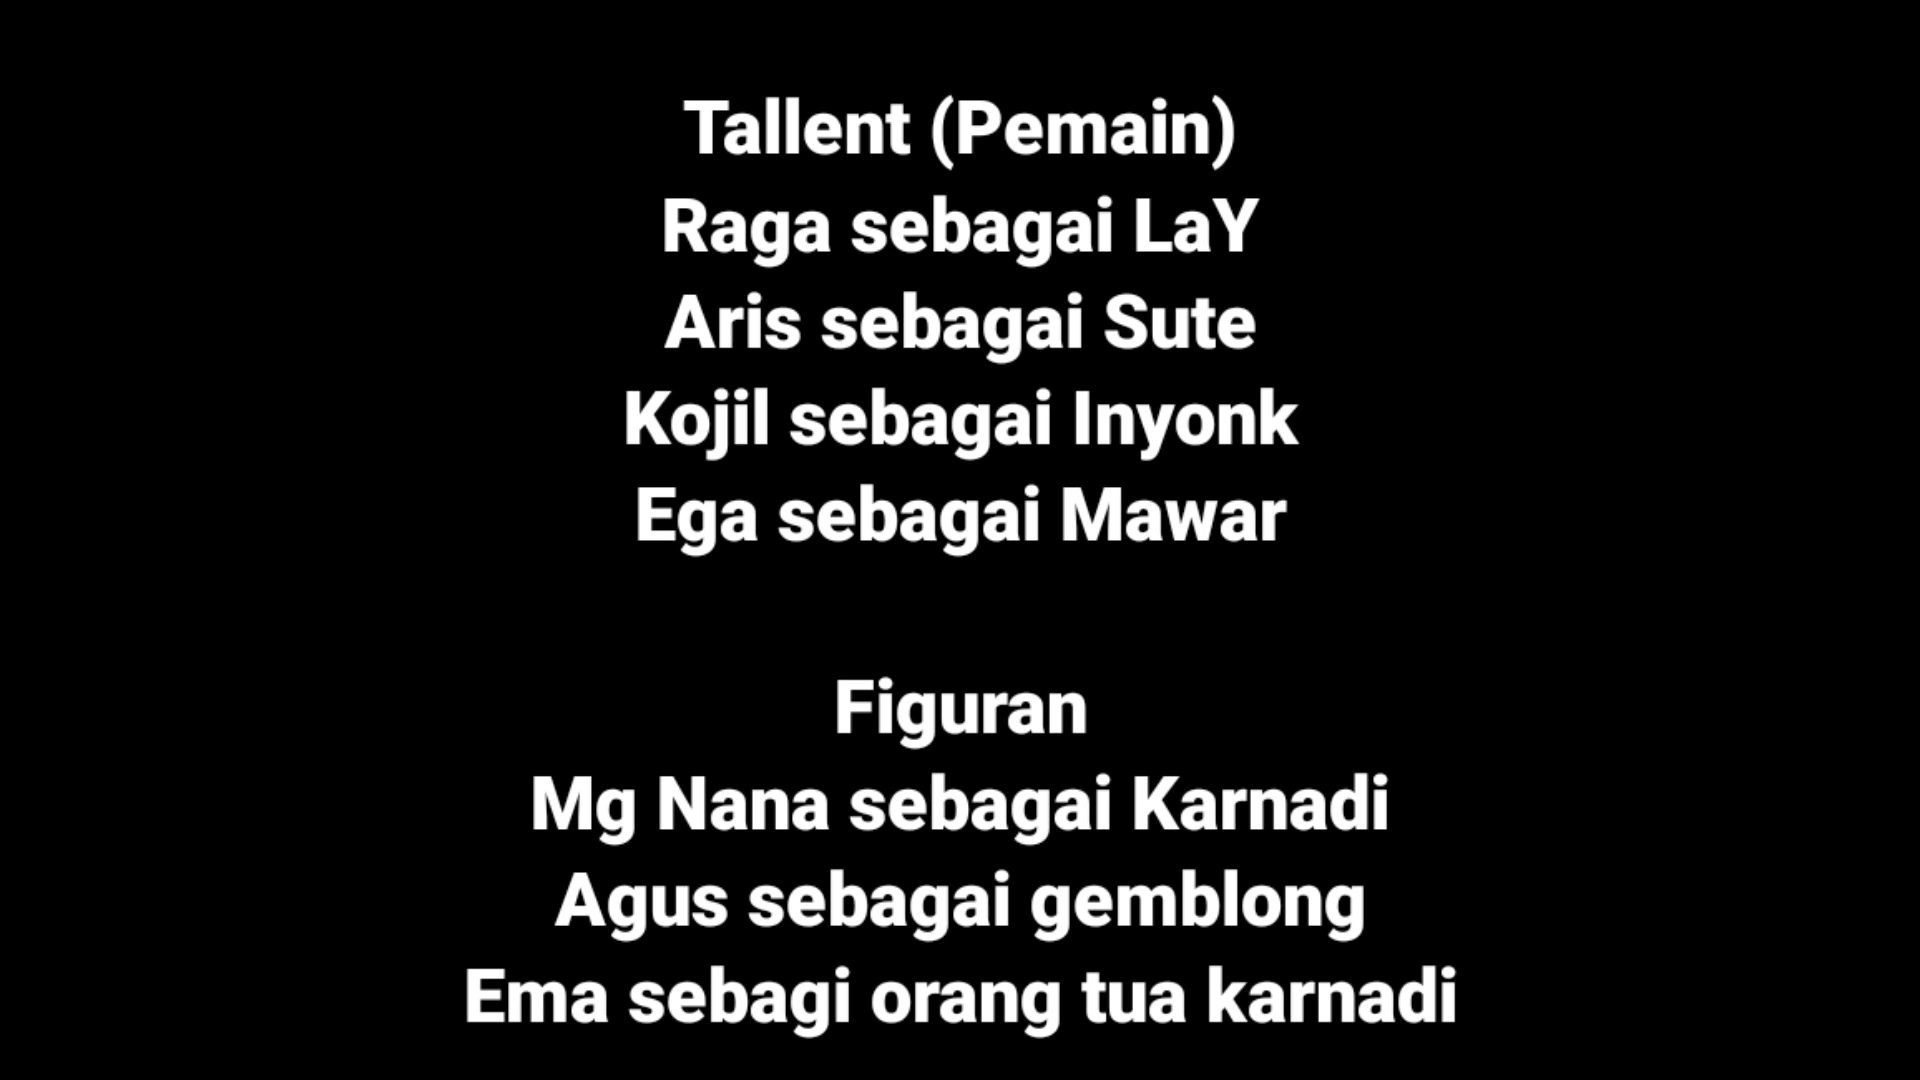 Tallent (Pemain)
Raga sebagai LaY
Aris sebagai Sute
Kojil sebagai Inyonk
Ega sebagai Mawar
Figuran
Mg Nana sebagai Karnadi
Agus sebagai gemblong
Ema sebagi orang tua karnadi